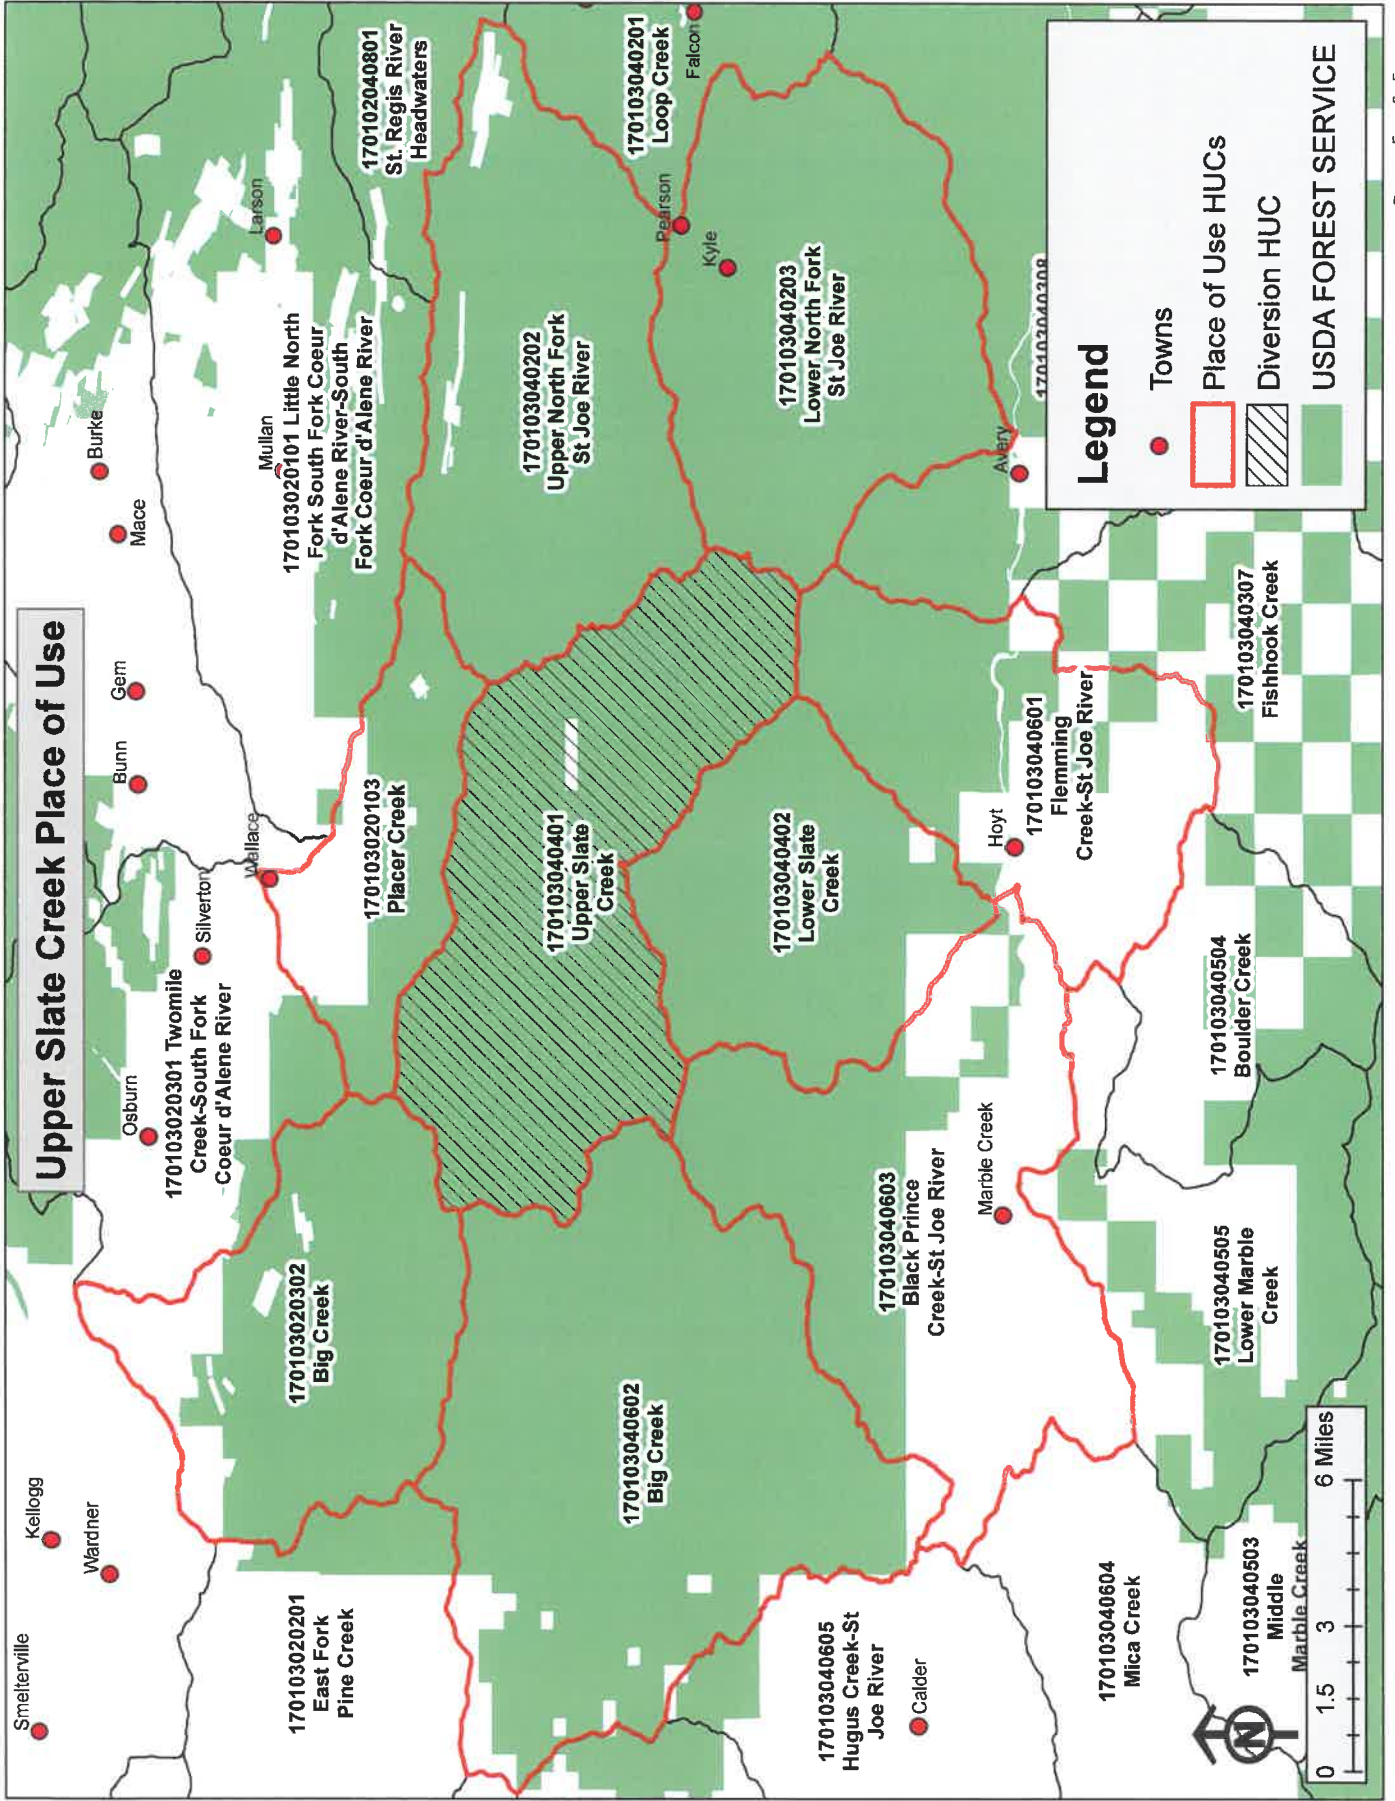 Upper Slate Creek Place of Use
Smelterville
Kellogg
Wardner
Osburn
Silverton
Wallace
Bunn
Gem
Mace
Burke
Mullan
Larson
1701030201 Little North
Fork South Fork Coeur
d'Alene River-South
Fork Coeur d'Alene River
170102040801
St. Regis River
Headwaters
170103020301 Twomile
Creek-South Fork
Coeur d'Alene River
170103020302
Big Creek
170103020201
East Fork
Pine Creek
170103020103
Placer Creek
170103040202
Upper North Fork
St Joe River
170103040201
Loop Creek
Falcon
Pearson
Kyle
170103040203
Lower North Fork
St Joe River
170103040401
Upper Slate
Creek
170103040402
Lower Slate
Creek
170103040602
Big Creek
170103040603
Black Prince
Creek-St Joe River
170103040605
Hugus Creek-St
Joe River
Calder
Marble Creek
Hoyt
170103040601
Flemming
Creek-St Joe River
Avery
170103040308
170103040307
Fishhook Creek
170103040504
Boulder Creek
170103040505
Lower Marble
Creek
170103040604
Mica Creek
170103040503
Middle
Marble Creek
N
0 1.5 3 6 Miles
Legend
Towns
Place of Use HUCs
Diversion HUC
USDA FOREST SERVICE